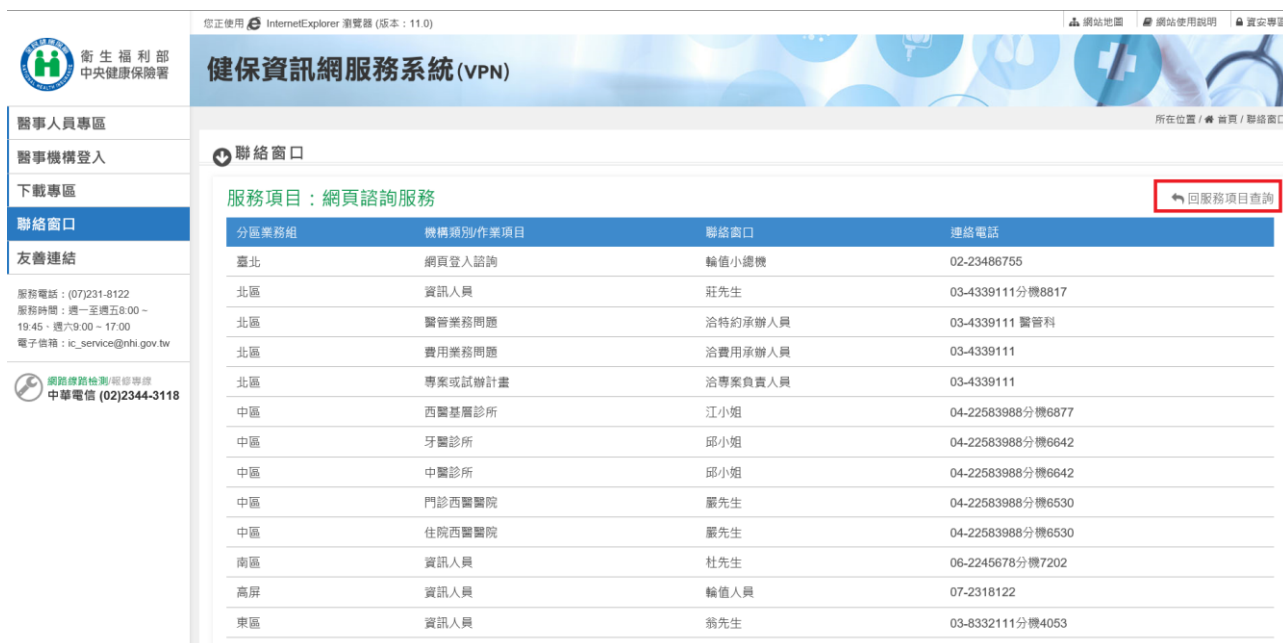 您正使用 InternetExplorer 瀏覽器 (版本：11.0)
網站地圖 網站使用說明 資安專區
衛生福利部
中央健康保險署
健保資訊網服務系統(VPN)
所在位置 / 首頁 / 聯絡窗口
醫事人員專區
醫事機構登入
下載專區
聯絡窗口
友善連結
服務電話：(07)231-8122
服務時間：週一至週五8:00 ~
19:45、週六9:00 ~ 17:00
電子信箱：ic_service@nhi.gov.tw
網路線路檢測/報修專線
中華電信 (02)2344-3118
聯絡窗口
服務項目：網頁諮詢服務
回服務項目查詢
分區業務組 機構類別/作業項目 聯絡窗口 連絡電話
臺北 網頁登入諮詢 輪值小總機 02-23486755
北區 資訊人員 莊先生 03-4339111分機8817
北區 醫管業務問題 洽特約承辦人員 03-4339111 醫管科
北區 費用業務問題 洽費用承辦人員 03-4339111
北區 專案或試辦計畫 洽專案負責人員 03-4339111
中區 西醫基層診所 江小姐 04-22583988分機6877
中區 牙醫診所 邱小姐 04-22583988分機6642
中區 中醫診所 邱小姐 04-22583988分機6642
中區 門診西醫醫院 嚴先生 04-22583988分機6530
中區 住院西醫醫院 嚴先生 04-22583988分機6530
南區 資訊人員 杜先生 06-2245678分機7202
高屏 資訊人員 輪值人員 07-2318122
東區 資訊人員 翁先生 03-8332111分機4053